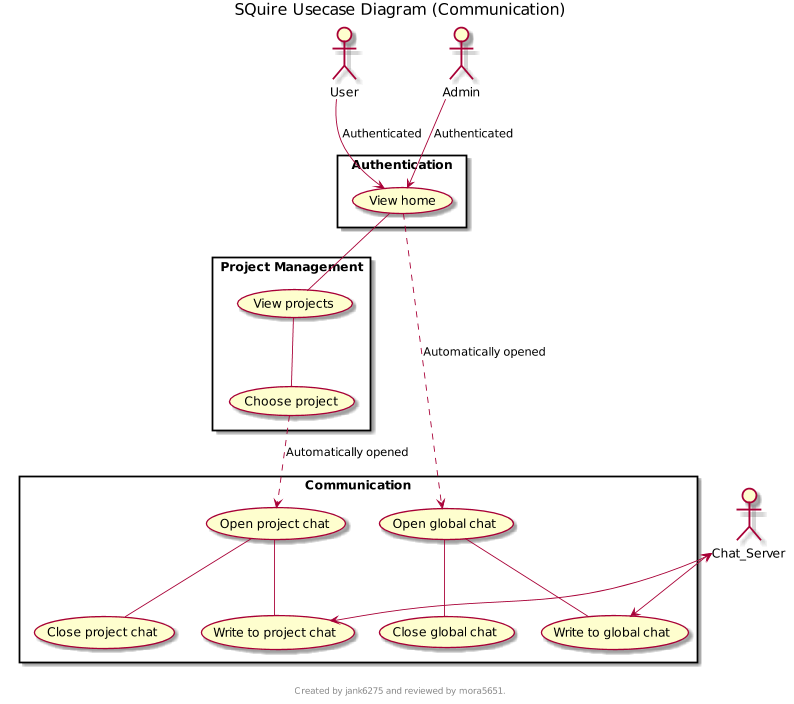 SQuire Usecase Diagram (Communication)
User
Admin
Authenticated
Authenticated
Authentication
View home
Project Management
View projects
Automatically opened
Choose project
Automatically opened
Communication
Open project chat
Open global chat
Chat_Server
Close project chat
Write to project chat
Close global chat
Write to global chat
Created by jank6275 and reviewed by mora5651.